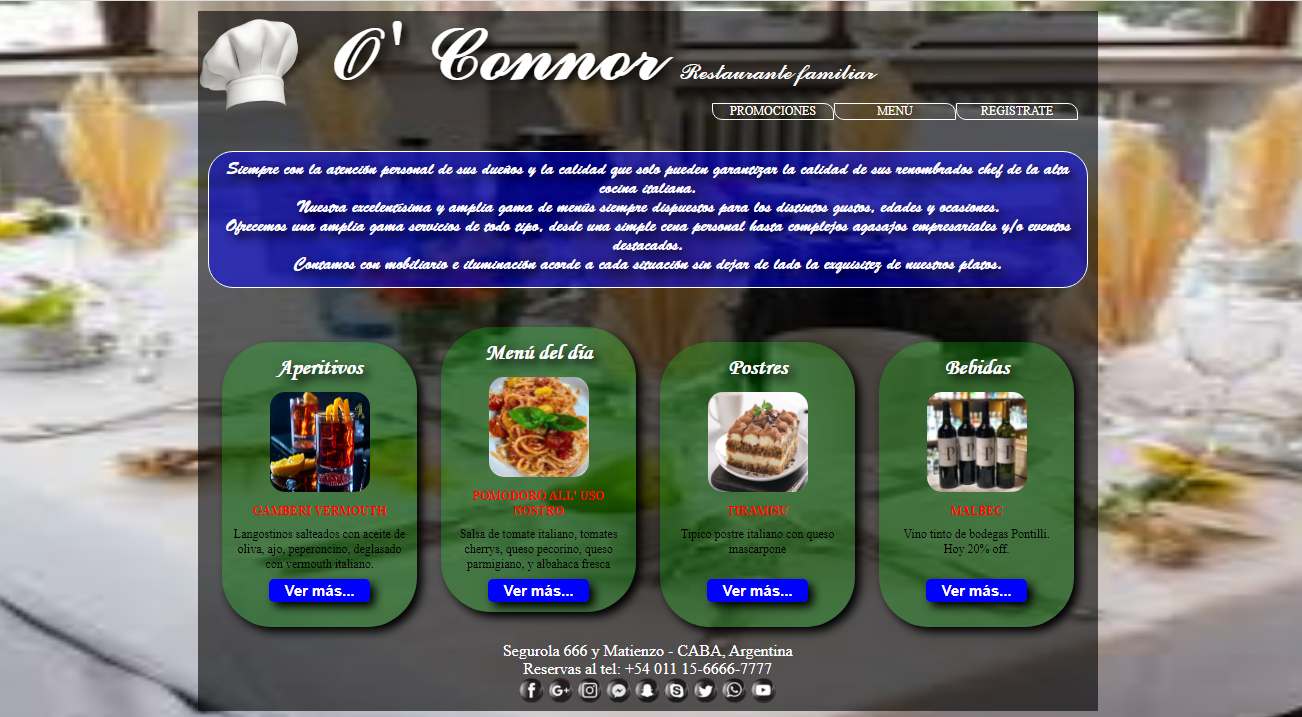 O' Connor Restaurante familiar
PROMOCIONES MENÚ REGISTRATE
Siempre con la atención personal de sus dueños y la calidad que solo pueden garantizar la calidad de sus renombrados chef de la alta
cocina italiana.
Nuestra excelentísima y amplia gama de menús siempre dispuestos para los distintos gustos, edades y ocasiones.
Ofrecemos una amplia gama servicios de todo tipo, desde una simple cena personal hasta complejos agasajos empresariales y/o eventos
destacados.
Contamos con mobiliario e iluminación acorde a cada situación sin dejar de lado la exquisitez de nuestros platos.
Aperitivos
CAMBERI VERMOUTH
Langostinos salteados con aceite de
oliva, ajo, peperoncino, deglasado
con vermouth italiano.
Ver más...
Menú del día
POMODORO ALL' USO
NOSTRO
Salsa de tomate italiano, tomates
cherrys, queso pecorino, queso
parmigiano, y albahaca fresca
Ver más...
Postres
TIRAMISU
Tipico postre italiano con queso
mascarpone
Ver más...
Bebidas
MALBEC
Vino tinto de bodegas Pontilli.
Hoy 20% off.
Ver más...
Segurola 666 y Matienzo - CABA, Argentina
Reservas al tel: +54 011 15-6666-7777